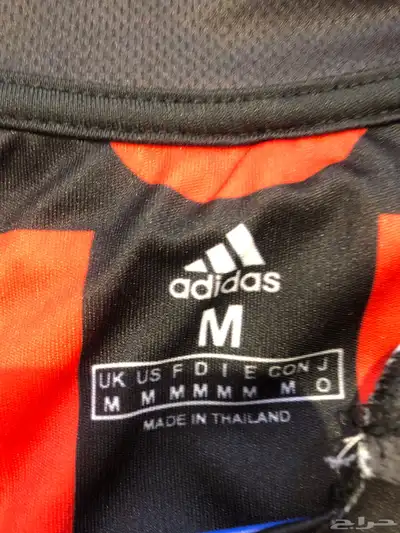 adidas
M
UK US F D I E CON J
M M M M M M M O
MADE IN THAILAND
حراج